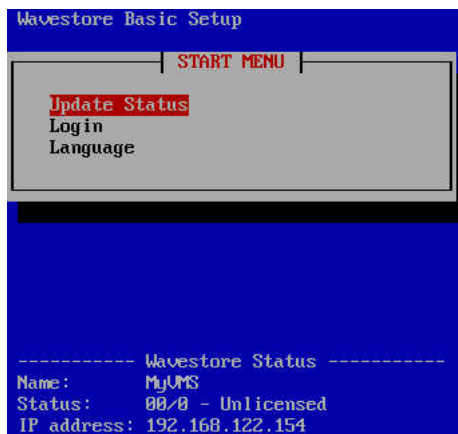 Wavestore Basic Setup
START MENU
Update Status
Login
Language
----------- Wavestore Status -----------
Name: MyVMS
Status: 00/0 - Unlicensed
IP address: 192.168.122.154